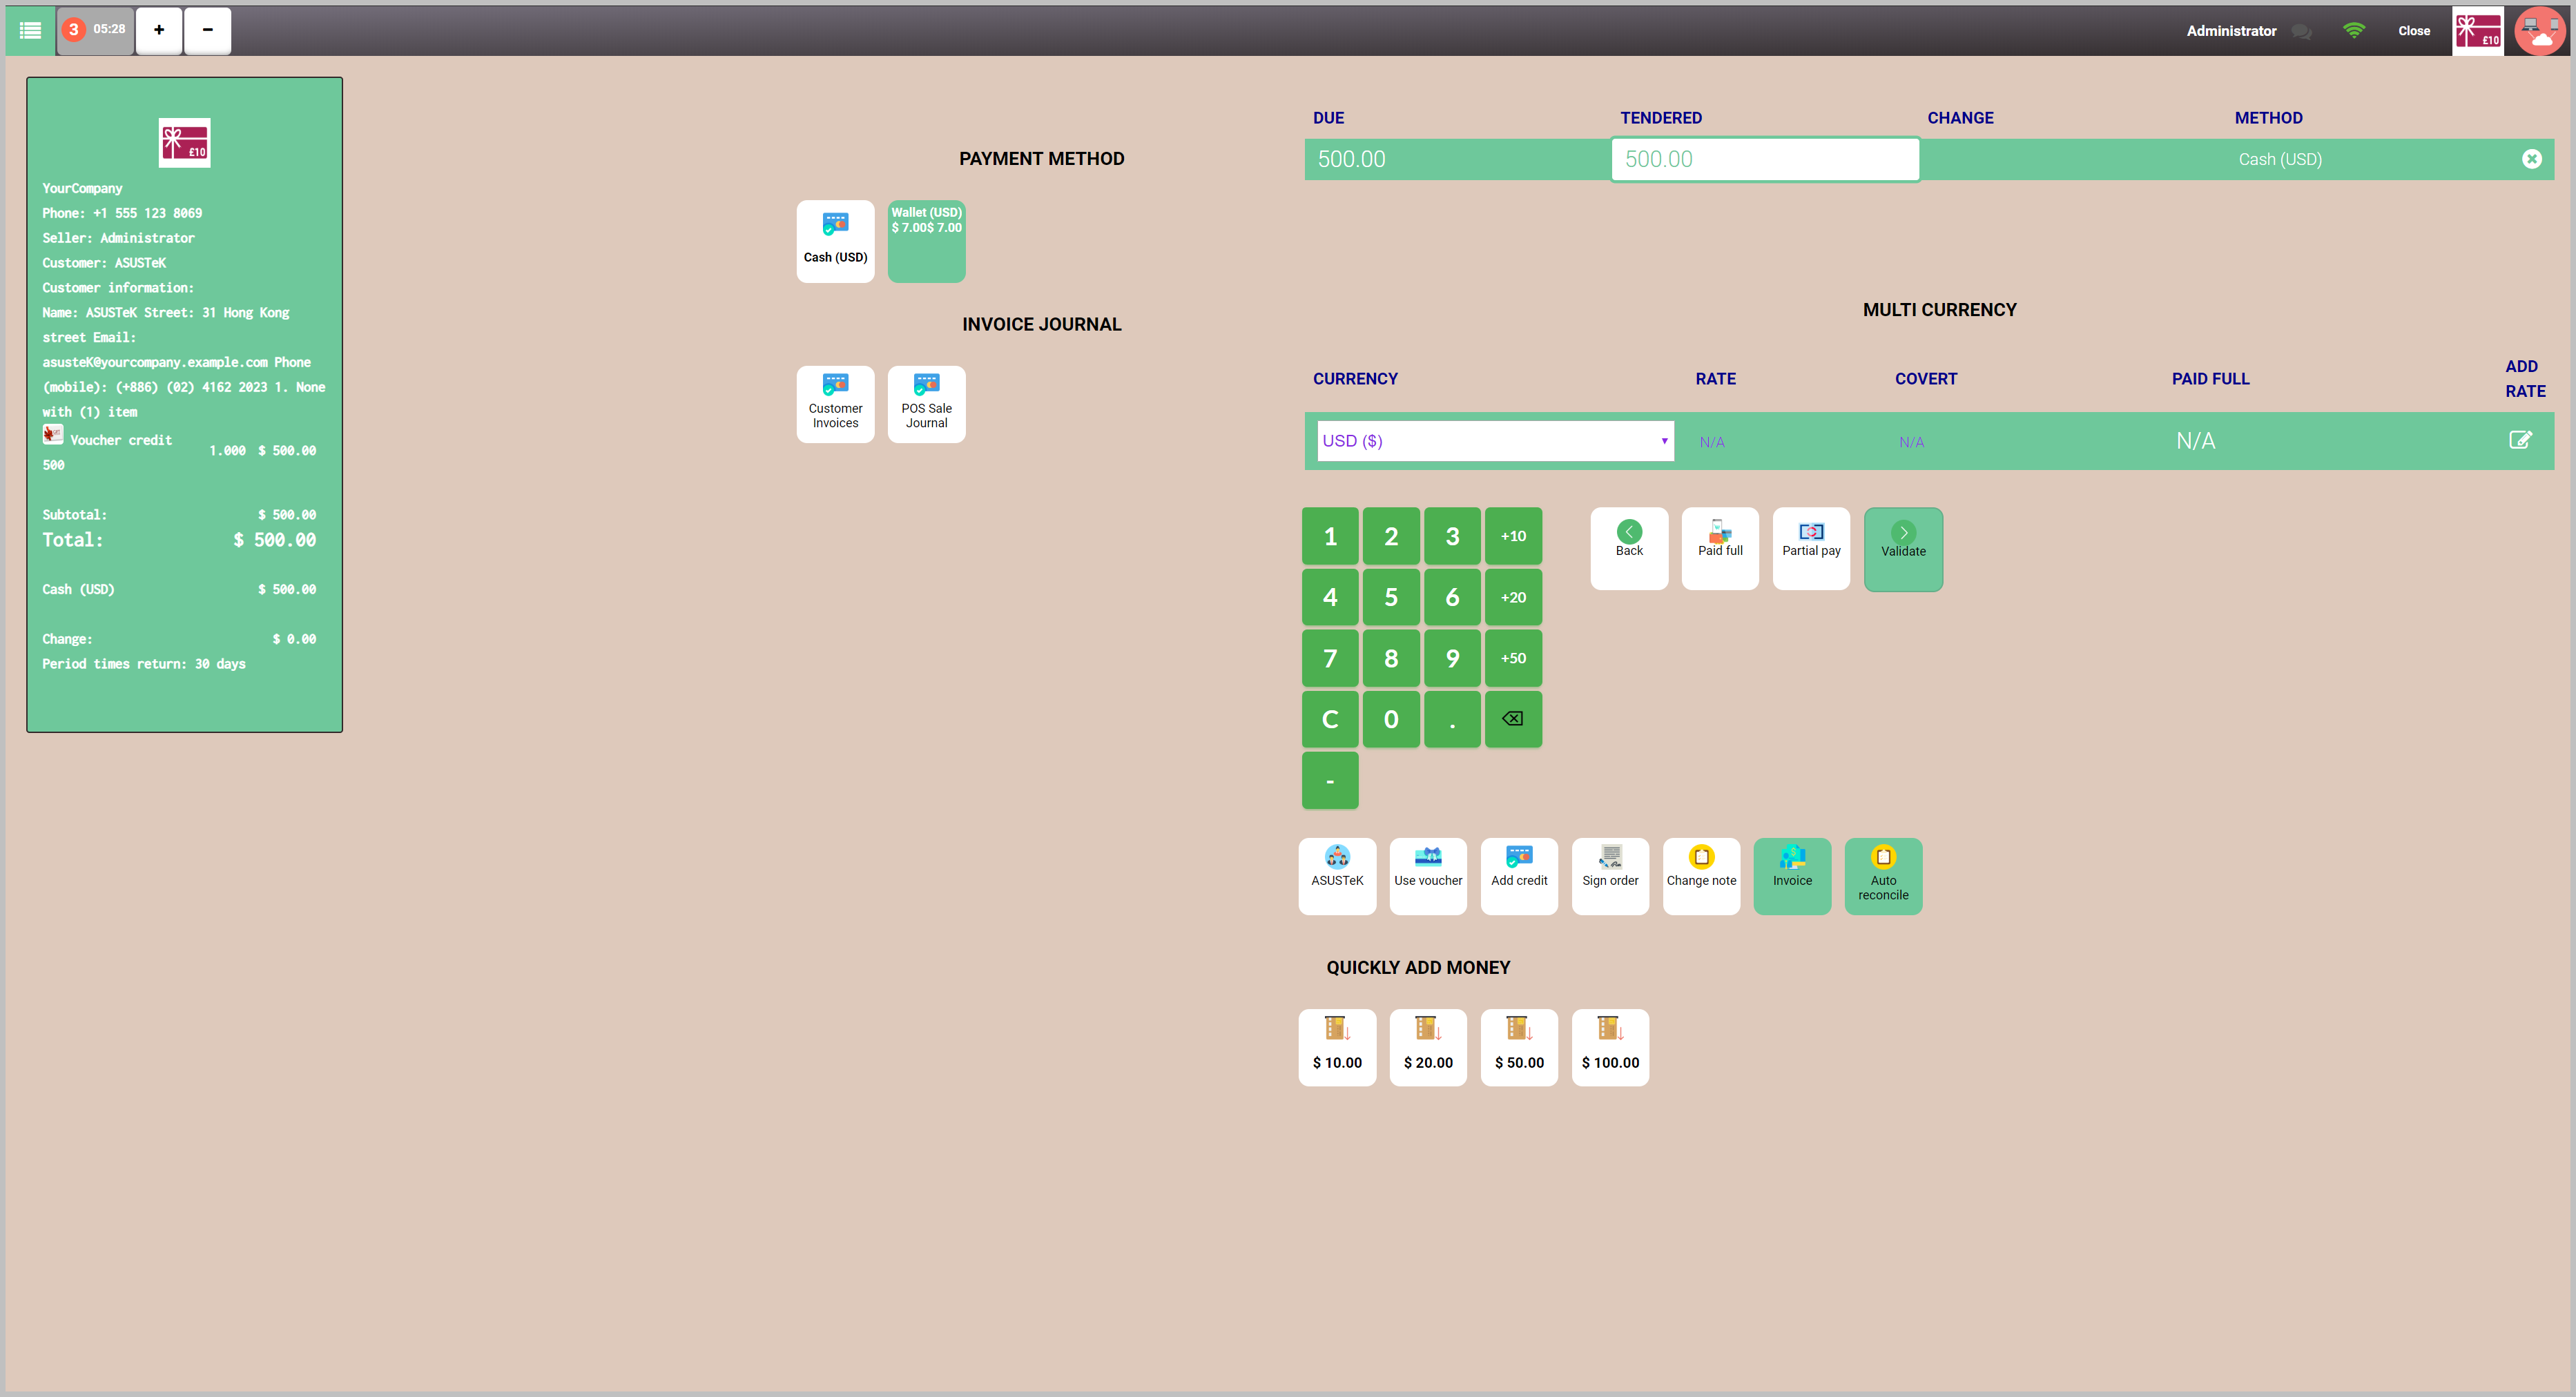 3 05:28 + -
Administrator Close £10
£10
YourCompany
Phone: +1 555 123 8069
Seller: Administrator
Customer: ASUSTeK
Customer information:
Name: ASUSTeK Street: 31 Hong Kong
street Email:
asusteK@yourcompany.example.com Phone
(mobile): (+886) (02) 4162 2023 1. None
with (1) item
Voucher credit
500
1.000 $ 500.00
Subtotal: $ 500.00
Total: $ 500.00
Cash (USD) $ 500.00
Change: $ 0.00
Period times return: 30 days
PAYMENT METHOD
Cash (USD)
Wallet (USD)
$ 7.00$ 7.00
INVOICE JOURNAL
Customer
Invoices
POS Sale
Journal
DUE TENDERED CHANGE METHOD
500.00 500.00 Cash (USD)
MULTI CURRENCY
CURRENCY RATE COVERT PAID FULL ADD
RATE
USD ($) N/A N/A N/A
1 2 3 +10
4 5 6 +20
7 8 9 +50
C 0 .
-
Back Paid full Partial pay Validate
ASUSTeK Use voucher Add credit Sign order Change note Invoice Auto
reconcile
QUICKLY ADD MONEY
$ 10.00 $ 20.00 $ 50.00 $ 100.00